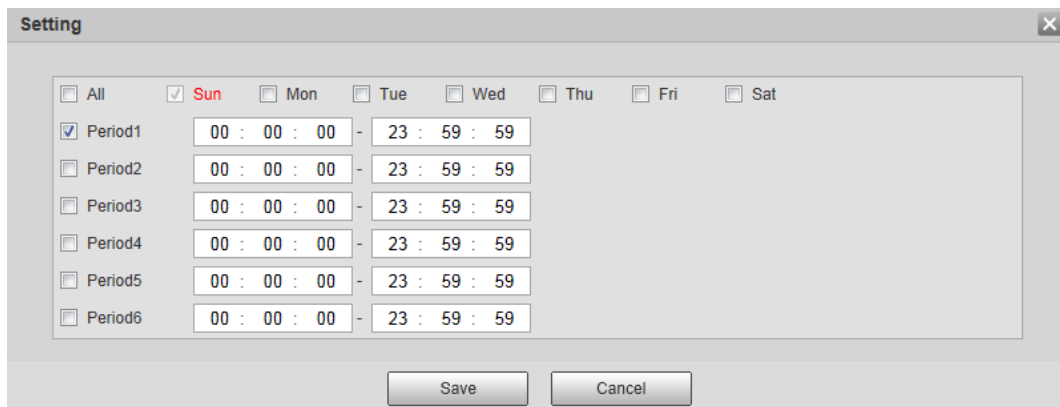 Setting
All Sun Mon Tue Wed Thu Fri Sat
Period1 00 : 00 : 00 - 23 : 59 : 59
Period2 00 : 00 : 00 - 23 : 59 : 59
Period3 00 : 00 : 00 - 23 : 59 : 59
Period4 00 : 00 : 00 - 23 : 59 : 59
Period5 00 : 00 : 00 - 23 : 59 : 59
Period6 00 : 00 : 00 - 23 : 59 : 59
Save Cancel